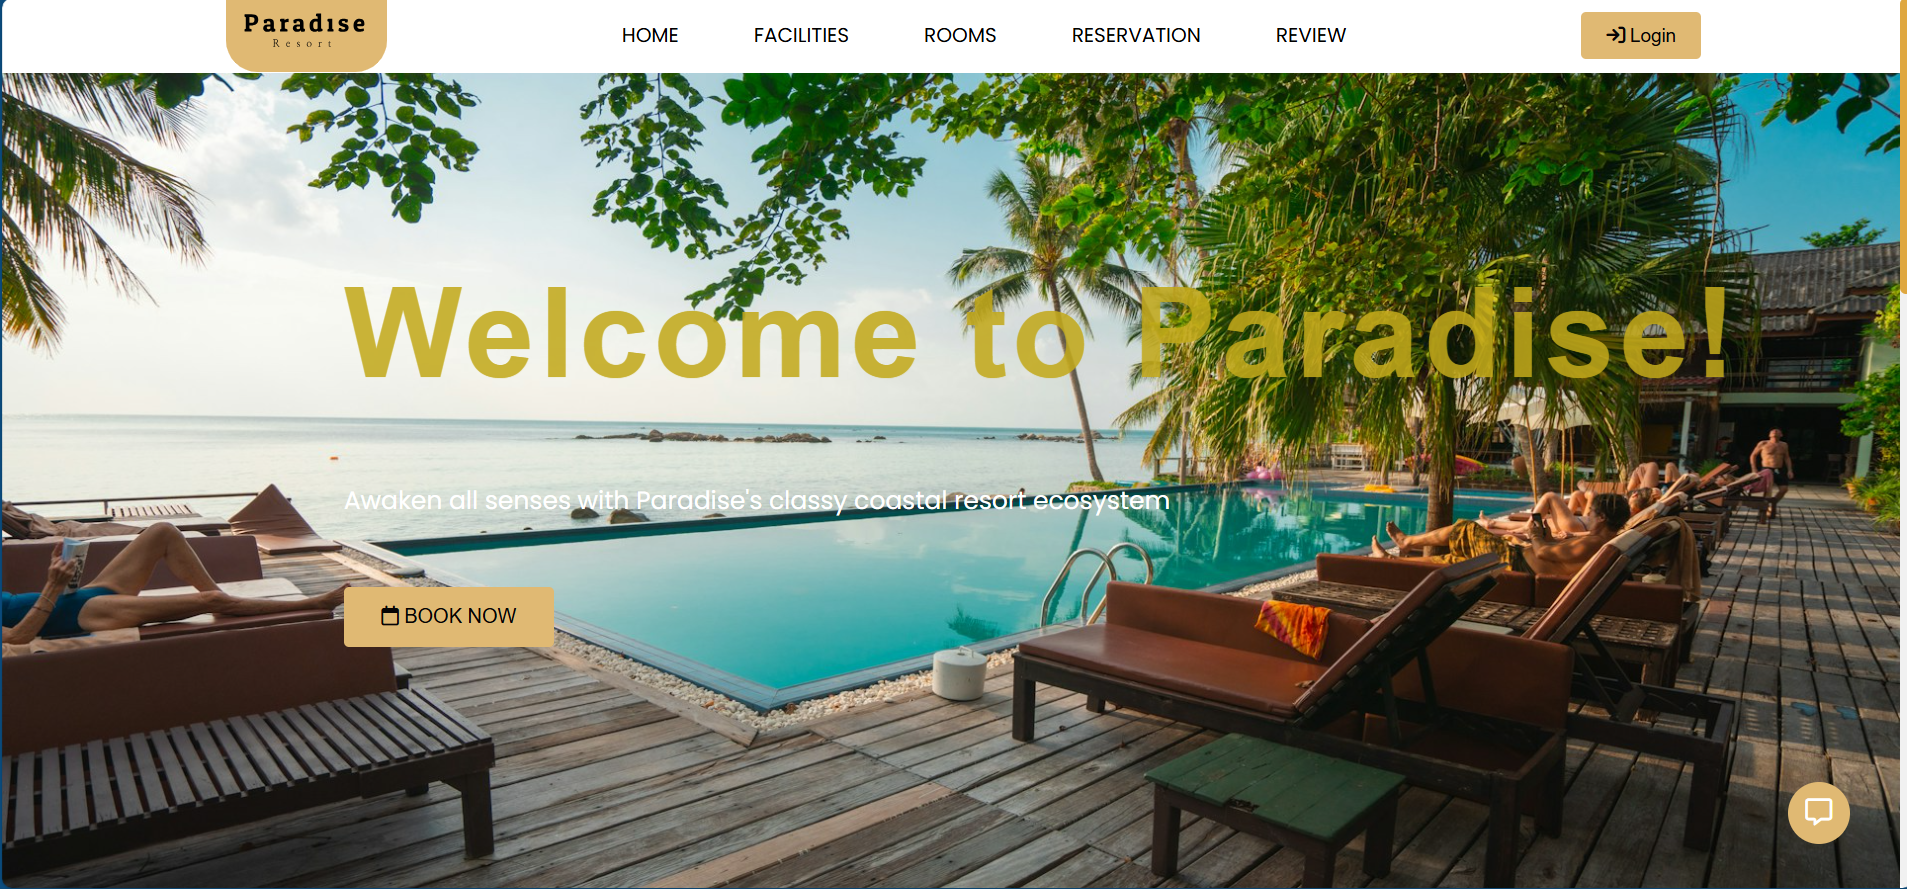 Paradise
Resort
HOME
FACILITIES
ROOMS
RESERVATION
REVIEW
Login
Welcome to Paradise!
Awaken all senses with Paradise's classy coastal resort ecosystem
BOOK NOW